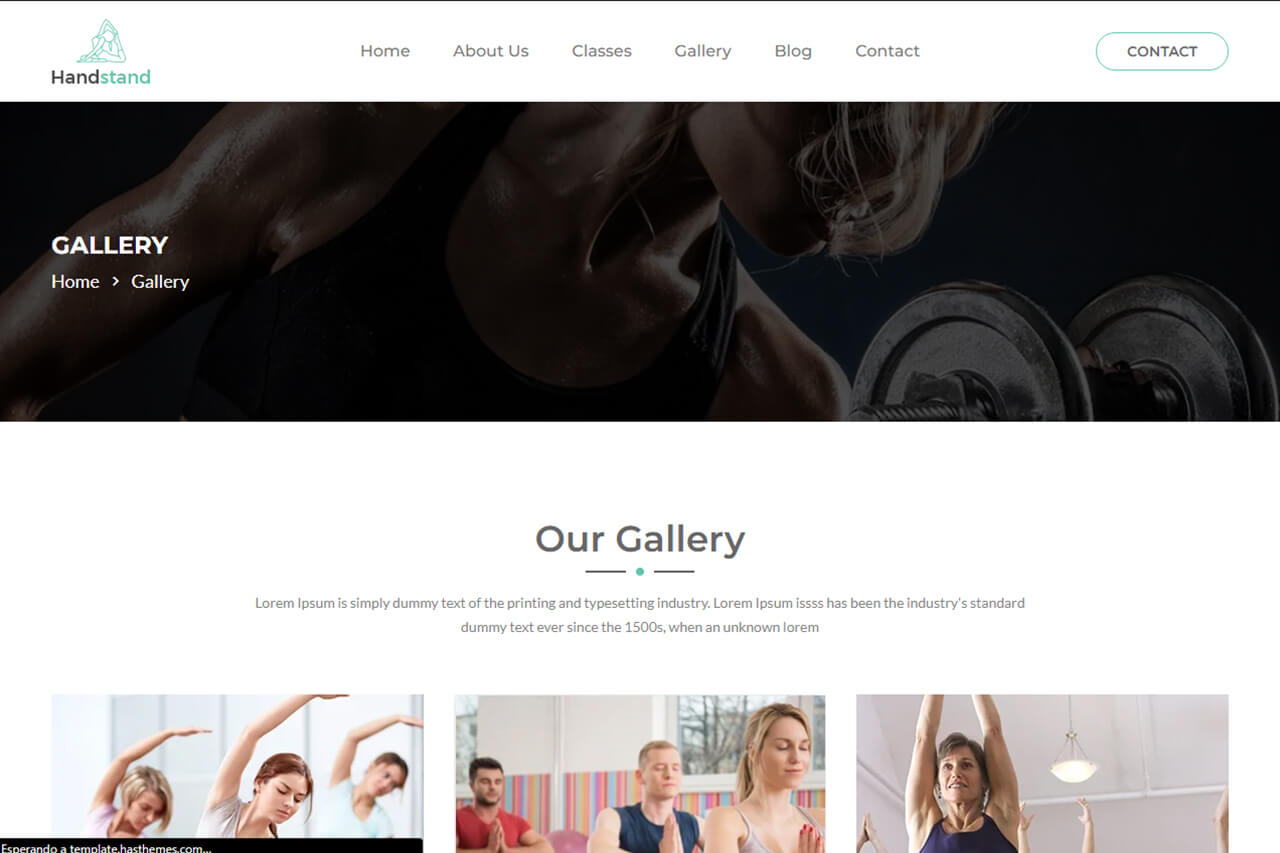 Handstand
Home About Us Classes Gallery Blog Contact
CONTACT
GALLERY
Home > Gallery
Our Gallery
Lorem Ipsum is simply dummy text of the printing and typesetting industry. Lorem Ipsum issss has been the industry's standard
dummy text ever since the 1500s, when an unknown lorem
Esperando a template.hasthemes.com...